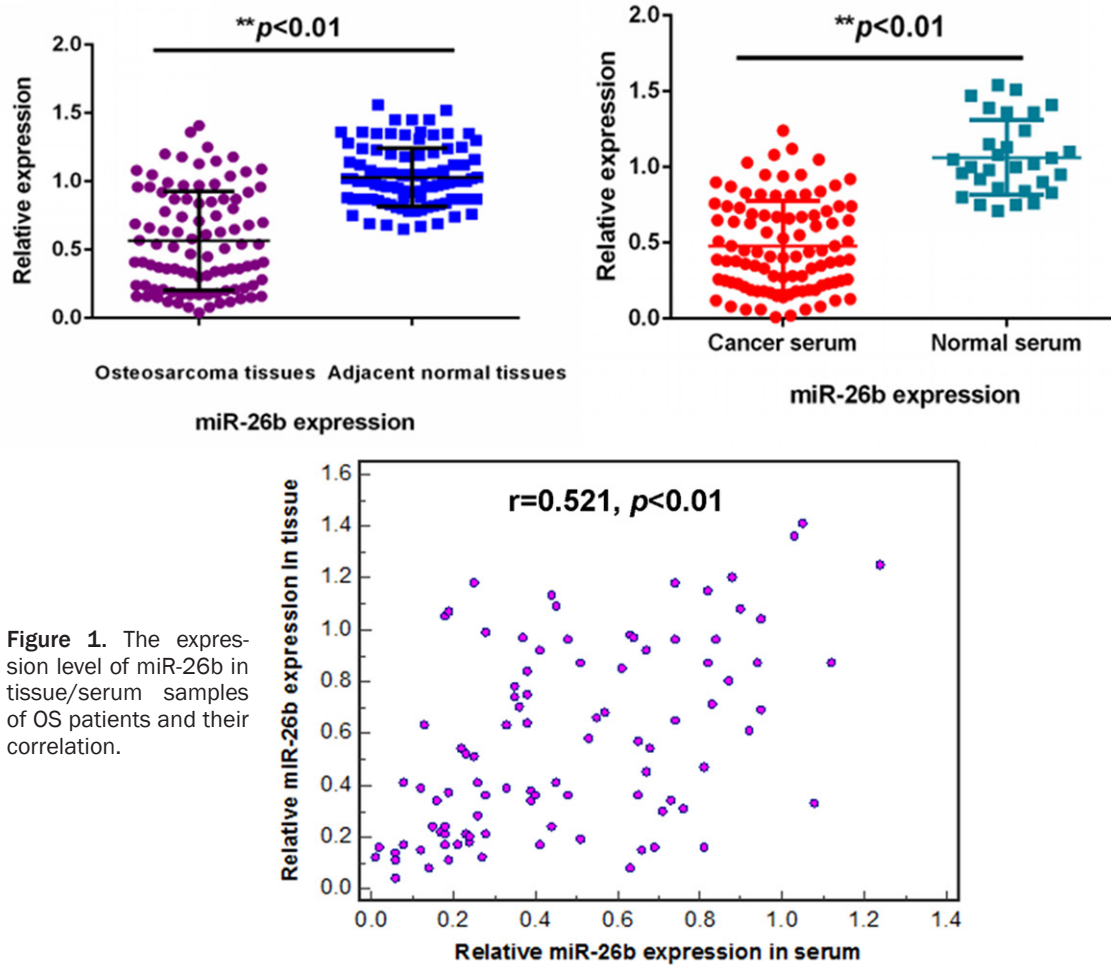 **p<0.01
Relative expression
2.0
1.5
1.0
0.5
0.0
Osteosarcoma tissues Adjacent normal tissues
miR-26b expression
**p<0.01
Relative expression
2.0
1.5
1.0
0.5
0.0
Cancer serum Normal serum
miR-26b expression
Figure 1. The expres-
sion level of miR-26b in
tissue/serum samples
of OS patients and their
correlation.
r=0.521, p<0.01
Relative miR-26b expression in tissue
1.6
1.4
1.2
1.0
0.8
0.6
0.4
0.2
0.0
0.0 0.2 0.4 0.6 0.8 1.0 1.2 1.4
Relative miR-26b expression in serum